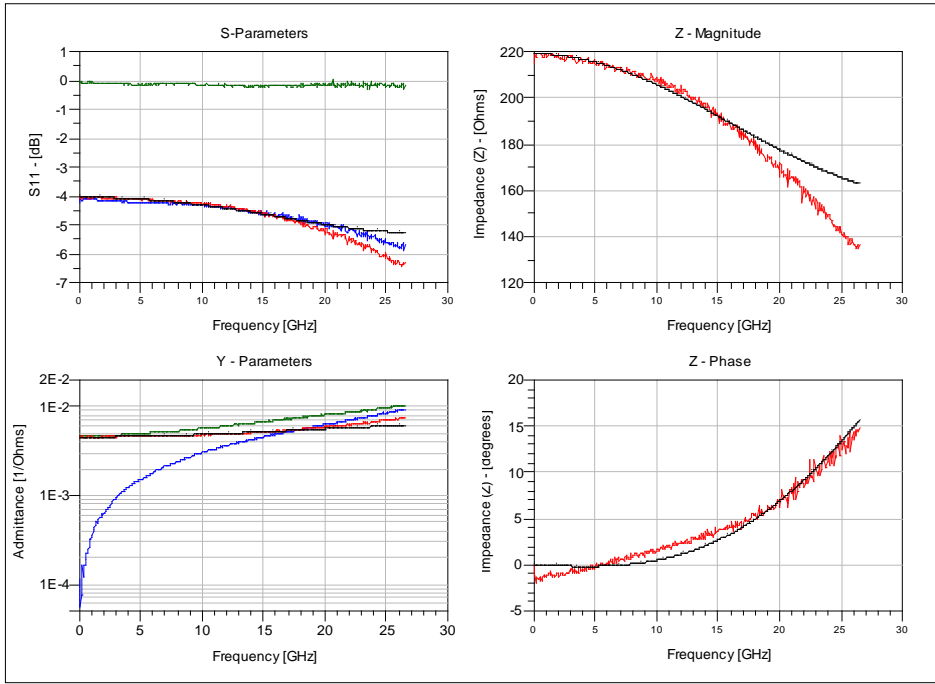 S-Parameters
S11 - [dB]
1
0
-1
-2
-3
-4
-5
-6
-7
0 5 10 15 20 25 30
Frequency [GHz]
Z - Magnitude
Impedance (Z) - [Ohms]
220
200
180
160
140
120
0 5 10 15 20 25 30
Frequency [GHz]
Y - Parameters
Admittance [1/Ohms]
2E-2
1E-2
1E-3
1E-4
0 5 10 15 20 25 30
Frequency [GHz]
Z - Phase
Impedance (Z) - [degrees]
20
15
10
5
0
-5
0 5 10 15 20 25 30
Frequency [GHz]